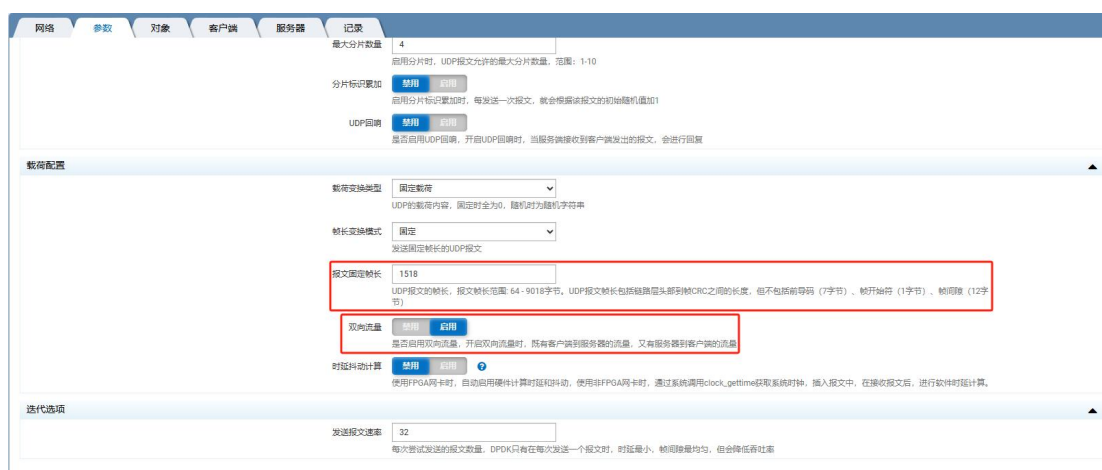 网络 参数 对象 客户端 服务器 记录
最大分片数量 4
启用分片时，UDP报文允许的最大分片数量，范围：1-10
分片标识累加 禁用 启用
启用分片标识累加时，每发送一次报文，就会根据该报文的初始随机值加1
UDP回响 禁用 启用
是否启用UDP回响，开启UDP回响时，当服务端接收到客户端发出的报文，会进行回复
载荷配置
载荷变换类型 固定载荷
UDP的载荷内容，固定时全为0，随机时为随机字符串
帧长变换模式 固定
发送固定帧长的UDP报文
报文固定帧长 1518
UDP报文的帧长，报文帧长范围: 64 - 9018字节。UDP报文帧长包括链路层头部到帧CRC之间的长度，但不包括前导码（7字节）、帧开始符（1字节）、帧间隙（12字
节）
双向流量 禁用 启用
是否启用双向流量，开启双向流量时，既有客户端到服务器的流量，又有服务器到客户端的流量
时延抖动计算 禁用 启用
使用FPGA网卡时，自动启用硬件计算时延和抖动，使用非FPGA网卡时，通过系统调用clock_gettime获取系统时钟，插入报文中，在接收报文后，进行软件时延计算。
迭代选项
发送报文速率 32
每次尝试发送的报文数量，DPDK只有在每次发送一个报文时，时延最小，帧间隙最均匀，但会降低吞吐率